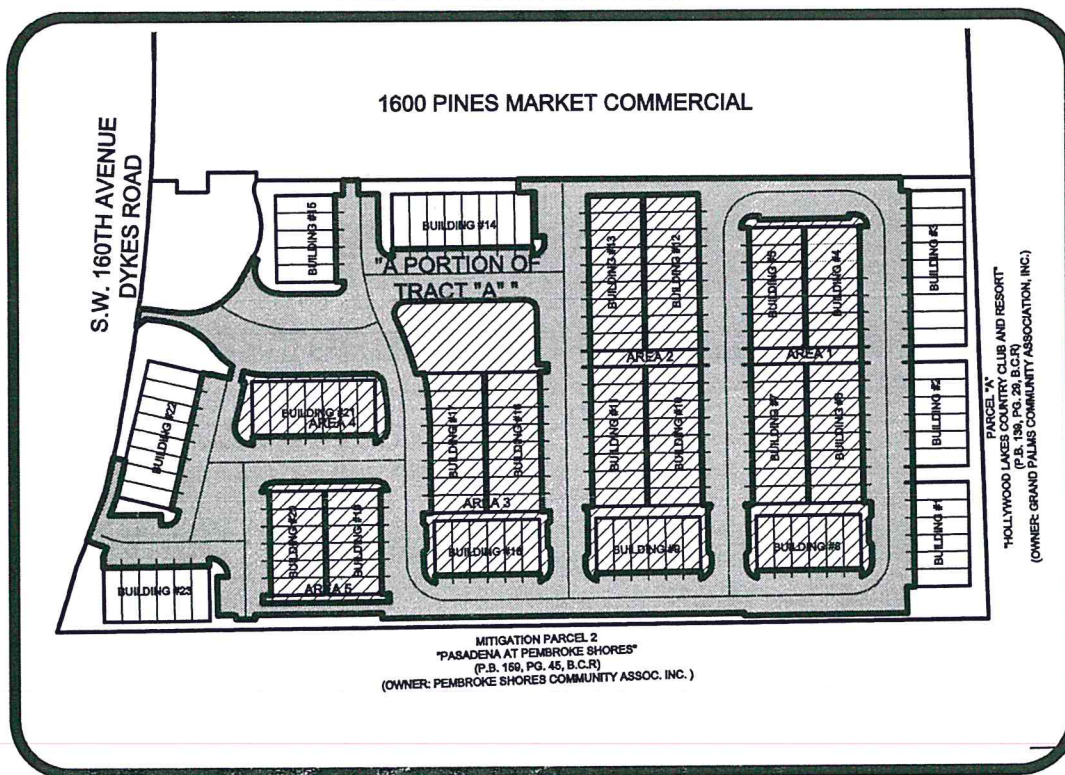 1600 PINES MARKET COMMERCIAL
S.W. 160TH AVENUE
DYKES ROAD
BUILDING #15
BUILDING #14
"A PORTION OF
TRACT "A" "
BUILDING #13
BUILDING #12
BUILDING #5
BUILDING #4
BUILDING #3
AREA 2
AREA 1
BUILDING #22
BUILDING #21
AREA 4
BUILDING #17
BUILDING #18
BUILDING #11
BUILDING #10
BUILDING #7
BUILDING #6
BUILDING #2
AREA 3
BUILDING #20
BUILDING #19
AREA 5
BUILDING #16
BUILDING #9
BUILDING #8
BUILDING #1
BUILDING #23
PARCEL "A"
"HOLLYWOOD LAKES COUNTRY CLUB AND RESORT"
(P.B. 139, PG. 29, B.C.R)
(OWNER: GRAND PALMS COMMUNITY ASSOCIATION, INC.)
MITIGATION PARCEL 2
"PASADENA AT PEMBROKE SHORES"
(P.B. 159, PG. 45, B.C.R)
(OWNER: PEMBROKE SHORES COMMUNITY ASSOC. INC. )